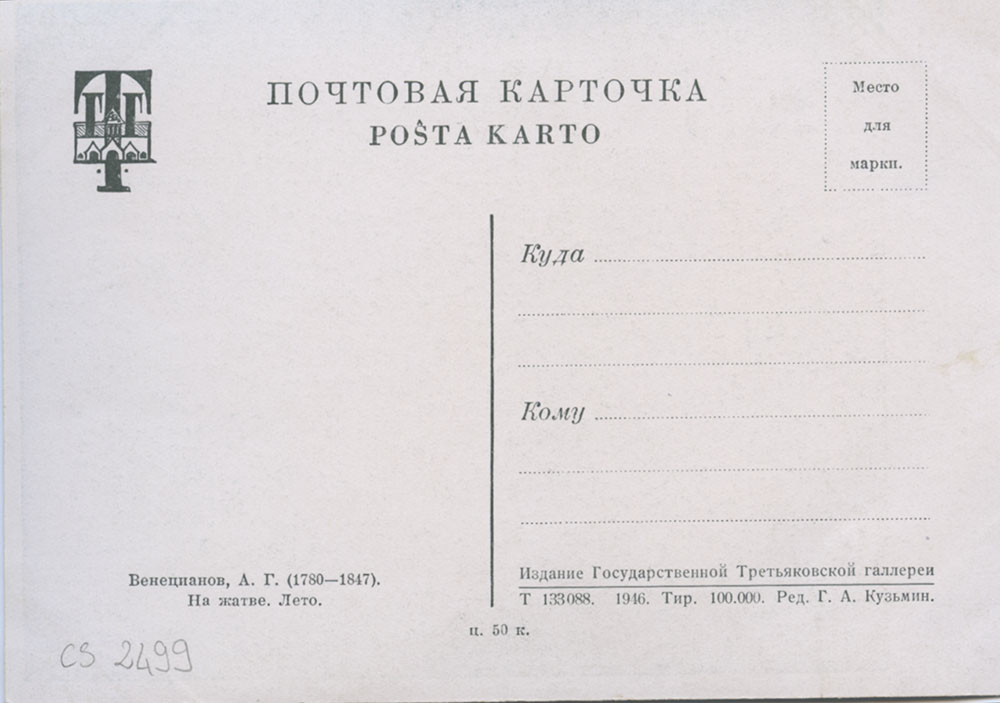 ПОЧТОВАЯ КАРТОЧКА
POŜTA KARTO
Место
для
марки.
Куда
Кому
Венецианов, А. Г. (1780—1847).
На жатве. Лето.
Издание Государственной Третьяковской галлереи
Т 133088. 1946. Тир. 100.000. Ред. Г. А. Кузьмин.
ц. 50 к.
CS 2499